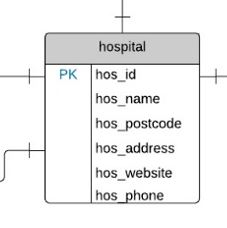 hospital
PK hos_id
hos_name
hos_postcode
hos_address
hos_website
hos_phone